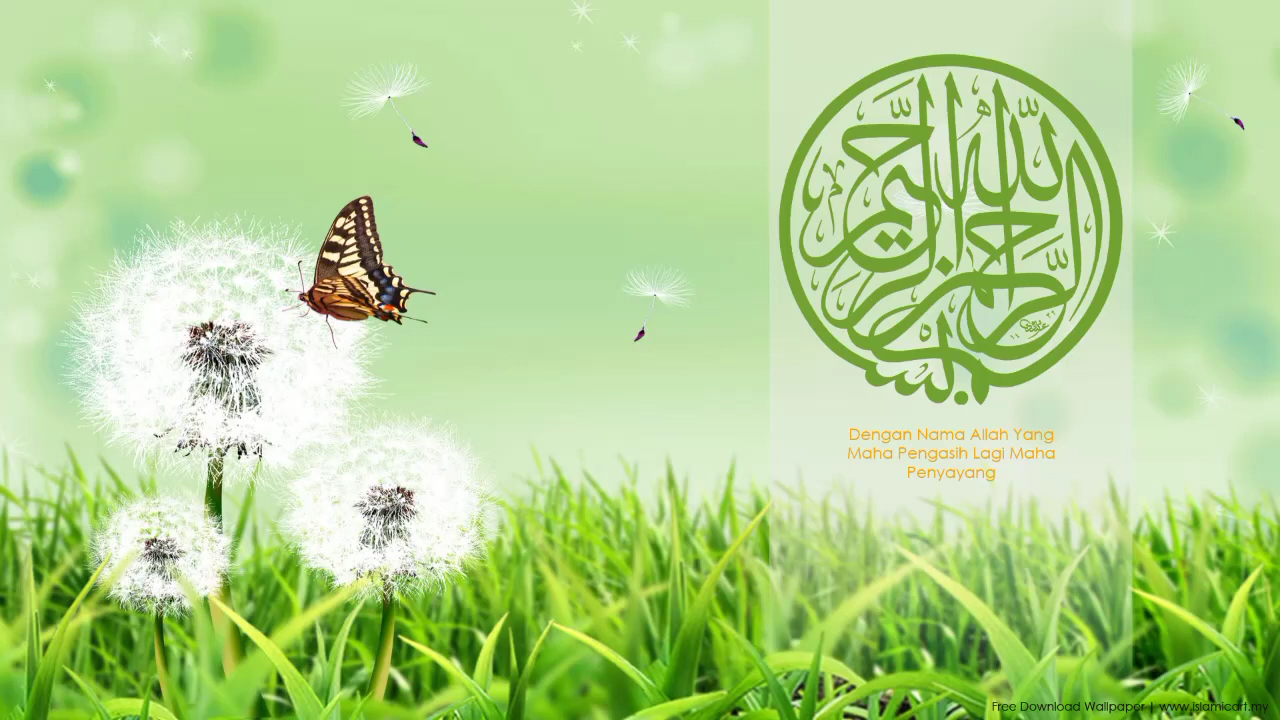 بسم الله الرحمن الرحيم
Dengan Nama Allah Yang
Maha Pengasih Lagi Maha
Penyayang
Free Download Wallpaper | www.islamicart.my